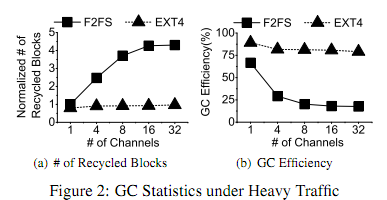 F2FS EXT4
Normalized # of
Recycled Blocks
5
4
3
2
1
0
1 4 8 16 32
# of Channels
(a) # of Recycled Blocks
F2FS EXT4
GC Efficiency(%)
100
75
50
25
0
1 4 8 16 32
# of Channels
(b) GC Efficiency
Figure 2: GC Statistics under Heavy Traffic